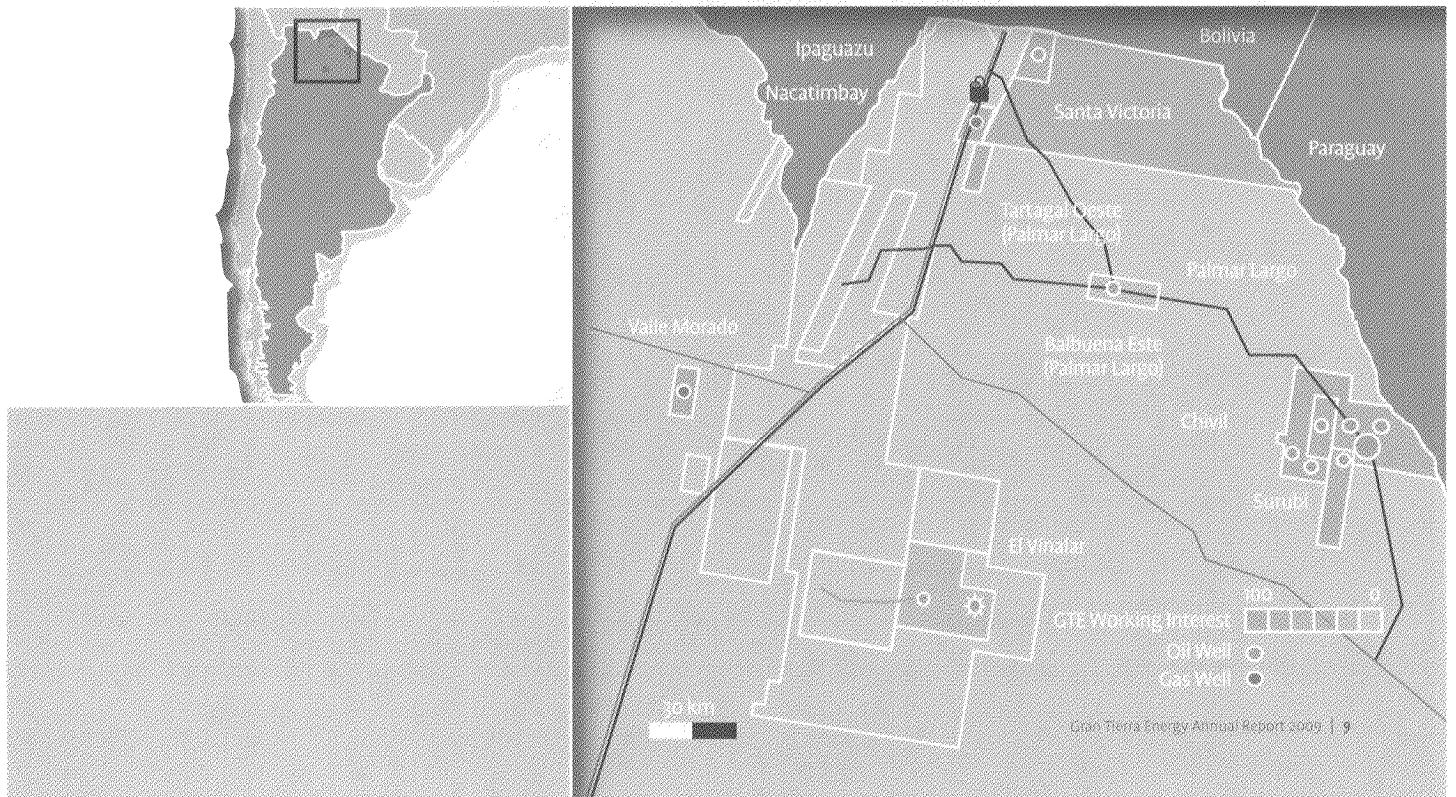 Ipaguazu
Bolivia
Nacatimbay
Santa Victoria
Paraguay
Tartagal Oeste
(Palmar Largo)
Palmar Largo
Valle Morado
Balbuena Este
(Palmar Largo)
Chivil
Surubi
El Vinalar
100 0
GTE Working Interest
Oil Well
Gas Well
30 km
Gran Tierra Energy Annual Report 2009 | 9